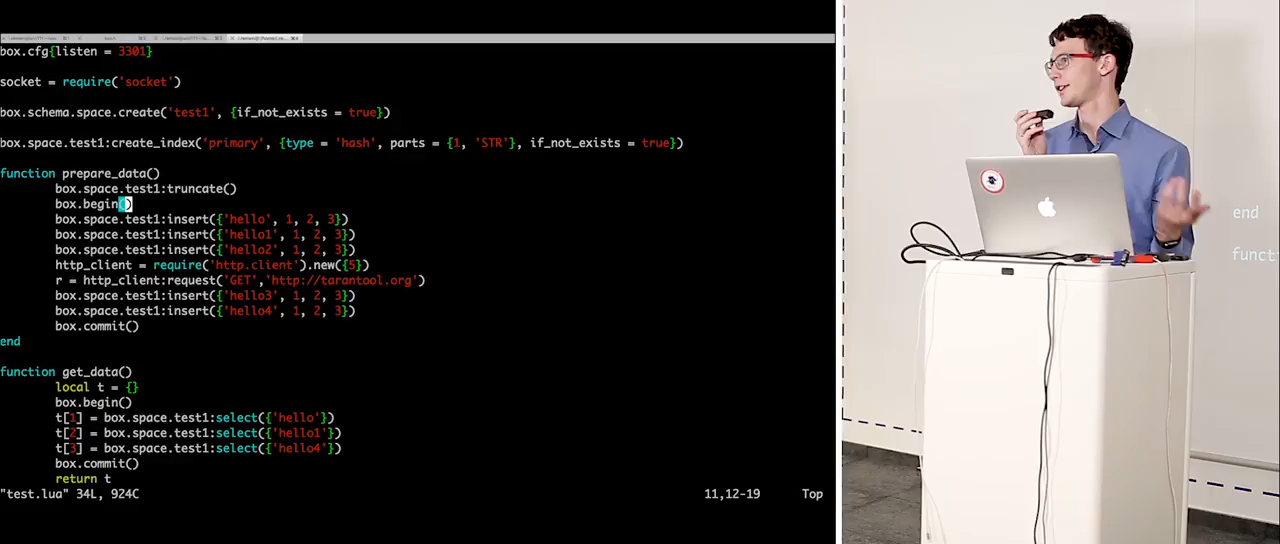 box.cfg{listen = 3301}
socket = require('socket')
box.schema.space.create('test1', {if_not_exists = true})
box.space.test1:create_index('primary', {type = 'hash', parts = {1, 'STR'}, if_not_exists = true})
function prepare_data()
box.space.test1:truncate()
box.begin()
box.space.test1:insert({'hello', 1, 2, 3})
box.space.test1:insert({'hello1', 1, 2, 3})
box.space.test1:insert({'hello2', 1, 2, 3})
http_client = require('http.client').new({5})
r = http_client:request('GET','http://tarantool.org')
box.space.test1:insert({'hello3', 1, 2, 3})
box.space.test1:insert({'hello4', 1, 2, 3})
box.commit()
end
function get_data()
local t = {}
box.begin()
t[1] = box.space.test1:select({'hello'})
t[2] = box.space.test1:select({'hello1'})
t[3] = box.space.test1:select({'hello4'})
box.commit()
return t
"test.lua" 34L, 924C 11,12-19 Top
end
functi